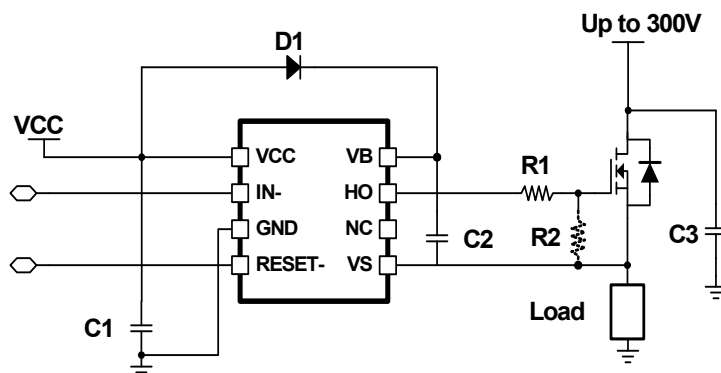 Up to 300V
D1
VCC
VCC
VB
R1
IN-
HO
GND
NC
R2
C2
C3
RESET-
VS
C1
Load